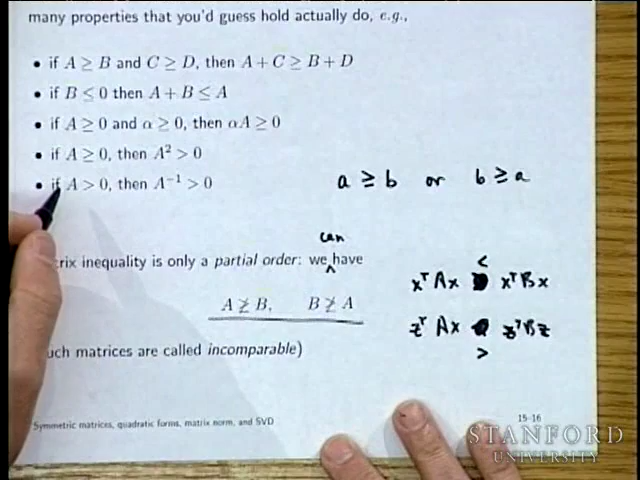 many properties that you'd guess hold actually do, e.g.,
• if A ≥ B and C ≥ D, then A + C ≥ B + D
• if B ≤ 0 then A + B ≤ A
• if A ≥ 0 and α ≥ 0, then αA ≥ 0
• if A ≥ 0, then A² > 0
• if A > 0, then A⁻¹ > 0
a ≥ b or b ≥ a
can
trix inequality is only a partial order: we ^ have
xᵀAx < xᵀBx
A ≱ B, B ≱ A
zᵀAx > zᵀBz
uch matrices are called incomparable)
Symmetric matrices, quadratic forms, matrix norm, and SVD
15-16
STANFORD
UNIVERSITY